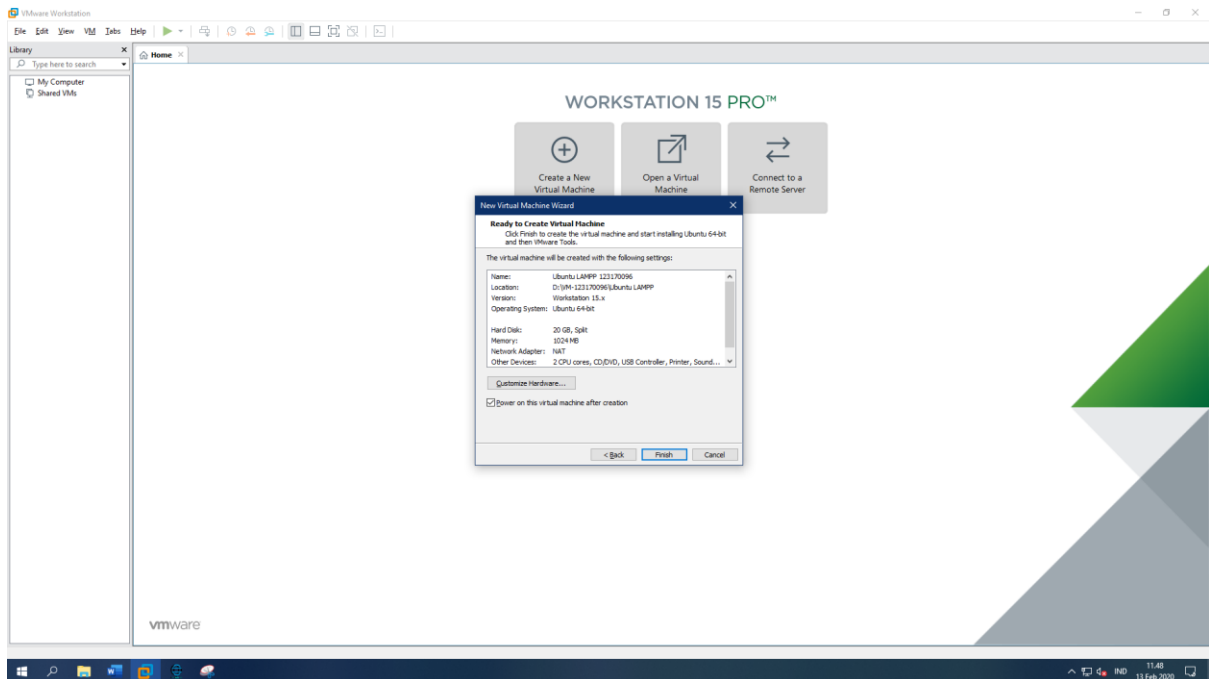 VMware Workstation
File Edit View VM Tabs Help
Library
Type here to search
My Computer
Shared VMs
Home
WORKSTATION 15 PRO™
Create a New
Virtual Machine
Open a Virtual
Machine
Connect to a
Remote Server
New Virtual Machine Wizard
Ready to Create Virtual Machine
Click Finish to create the virtual machine and start installing Ubuntu 64-bit
and then VMware Tools.
The virtual machine will be created with the following settings:
Name: Ubuntu LAMPP 123170096
Location: D:\VM-123170096\Ubuntu LAMPP
Version: Workstation 15.x
Operating System: Ubuntu 64-bit
Hard Disk: 20 GB, Split
Memory: 1024 MB
Network Adapter: NAT
Other Devices: 2 CPU cores, CD/DVD, USB Controller, Printer, Sound...
Customize Hardware...
Power on this virtual machine after creation
< Back Finish Cancel
vmware
IND 11.48
13 Feb 2020